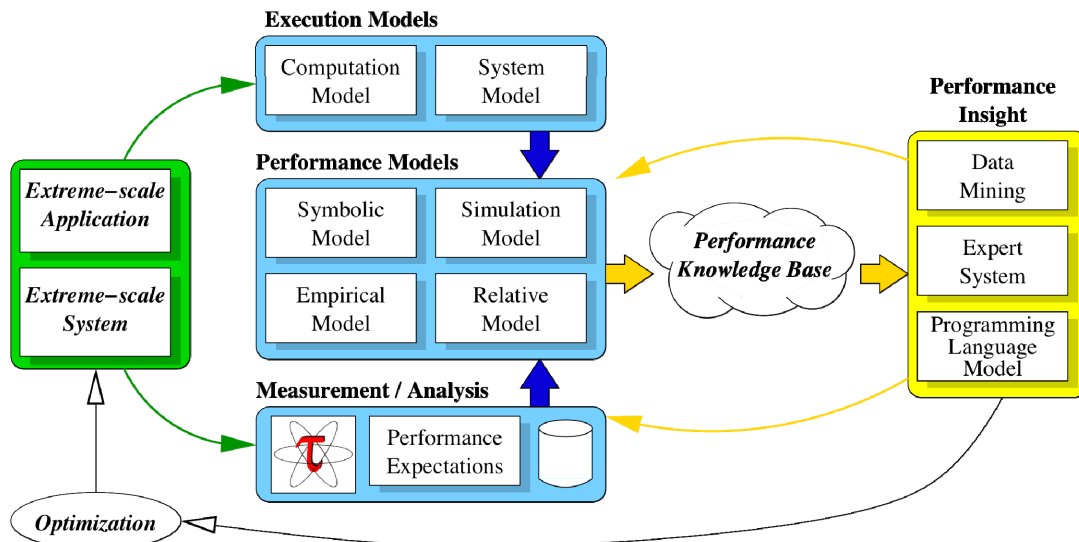 Execution Models
Computation
Model
System
Model
Performance
Insight
Performance Models
Extreme−scale
Application
Extreme−scale
System
Symbolic
Model
Simulation
Model
Empirical
Model
Relative
Model
Performance
Knowledge Base
Data
Mining
Expert
System
Programming
Language
Model
Measurement / Analysis
τ
Performance
Expectations
Optimization